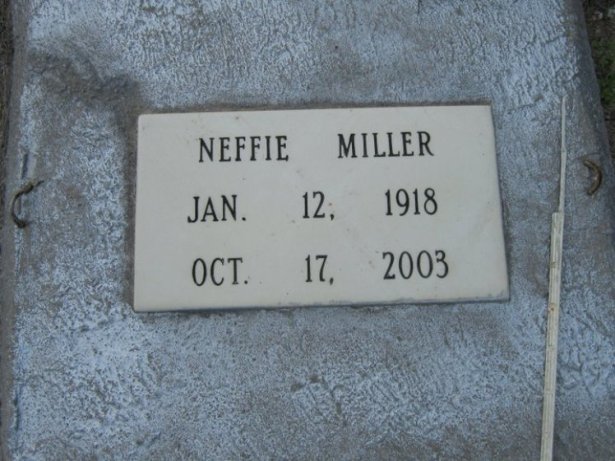 NEFFIE MILLER
JAN. 12, 1918
OCT. 17, 2003